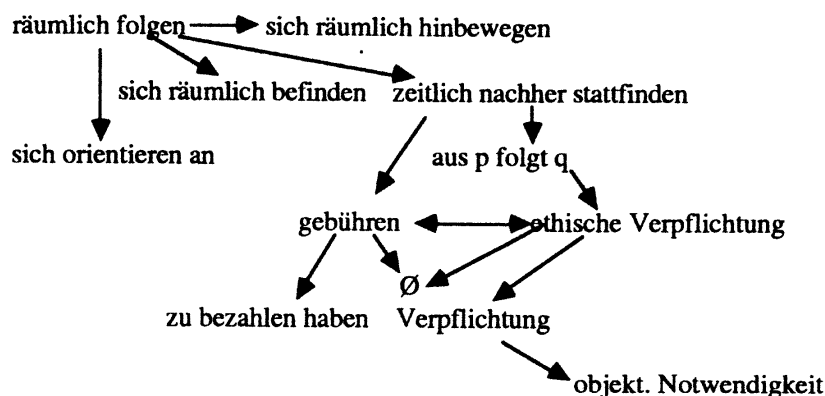 räumlich folgen sich räumlich hinbewegen
sich räumlich befinden zeitlich nachher stattfinden
sich orientieren an aus p folgt q
gebühren ethische Verpflichtung
Ø
zu bezahlen haben Verpflichtung
objekt. Notwendigkeit